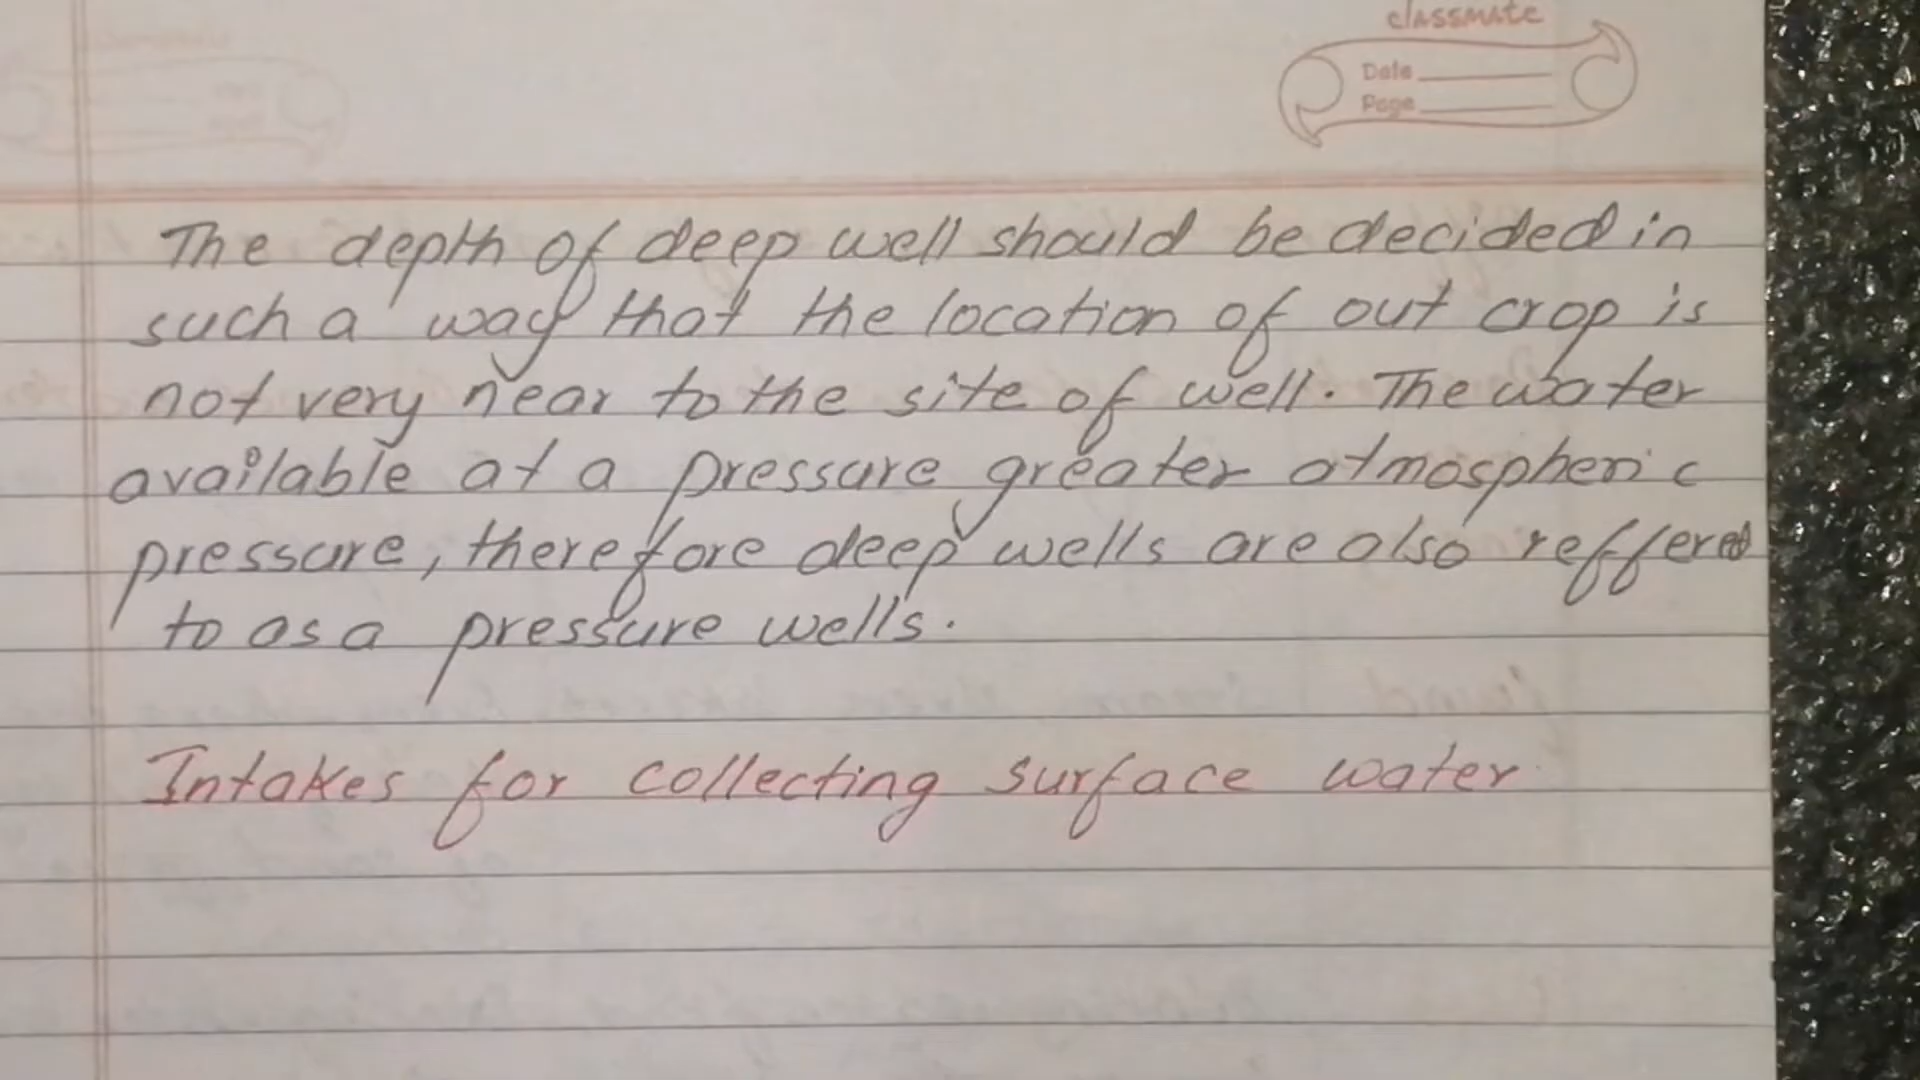 classmate
Date
Page
The depth of deep well should be decided in
such a way that the location of out crop is
not very near to the site of well. The water
available at a pressure greater atmospheric
pressure, therefore deep wells are also reffered
to as a pressure wells.
Intakes for collecting surface water